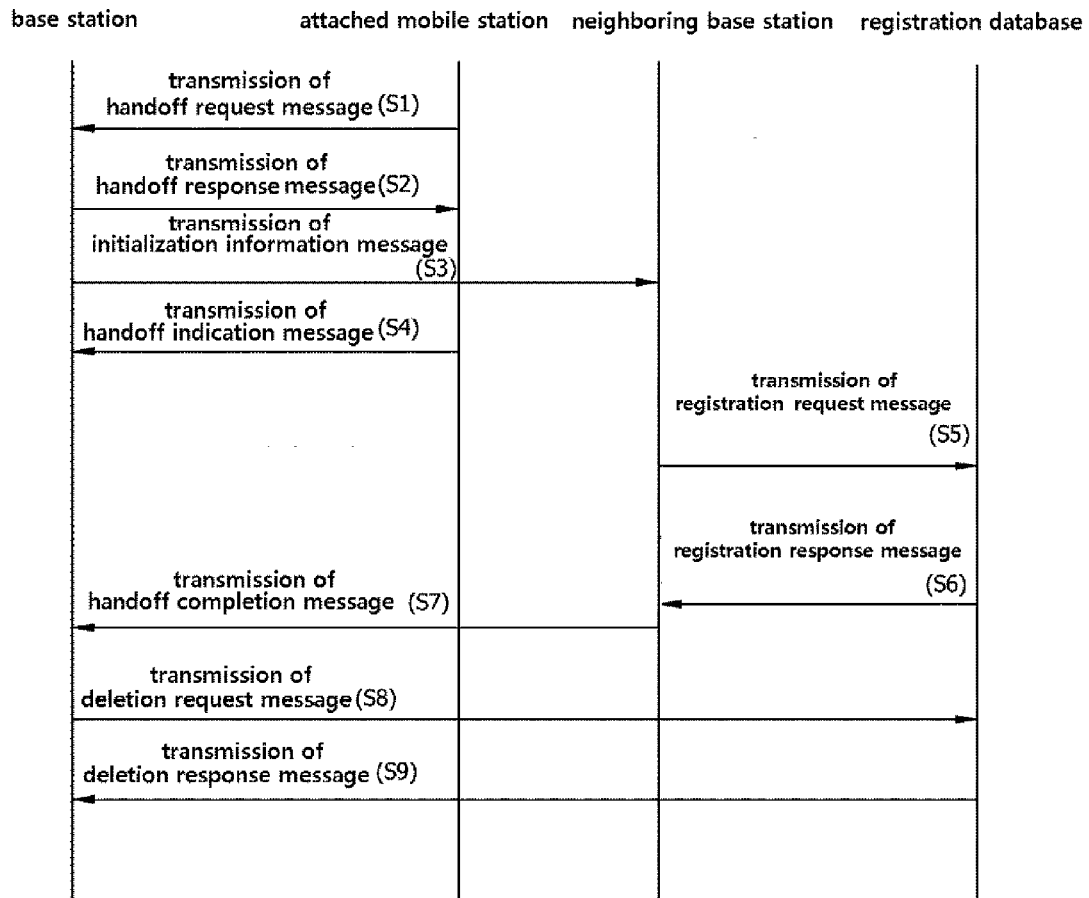 base station
attached mobile station
neighboring base station
registration database
transmission of
handoff request message (S1)
transmission of
handoff response message (S2)
transmission of
initialization information message
(S3)
transmission of
handoff indication message (S4)
transmission of
registration request message
(S5)
transmission of
registration response message
(S6)
transmission of
handoff completion message (S7)
transmission of
deletion request message (S8)
transmission of
deletion response message (S9)